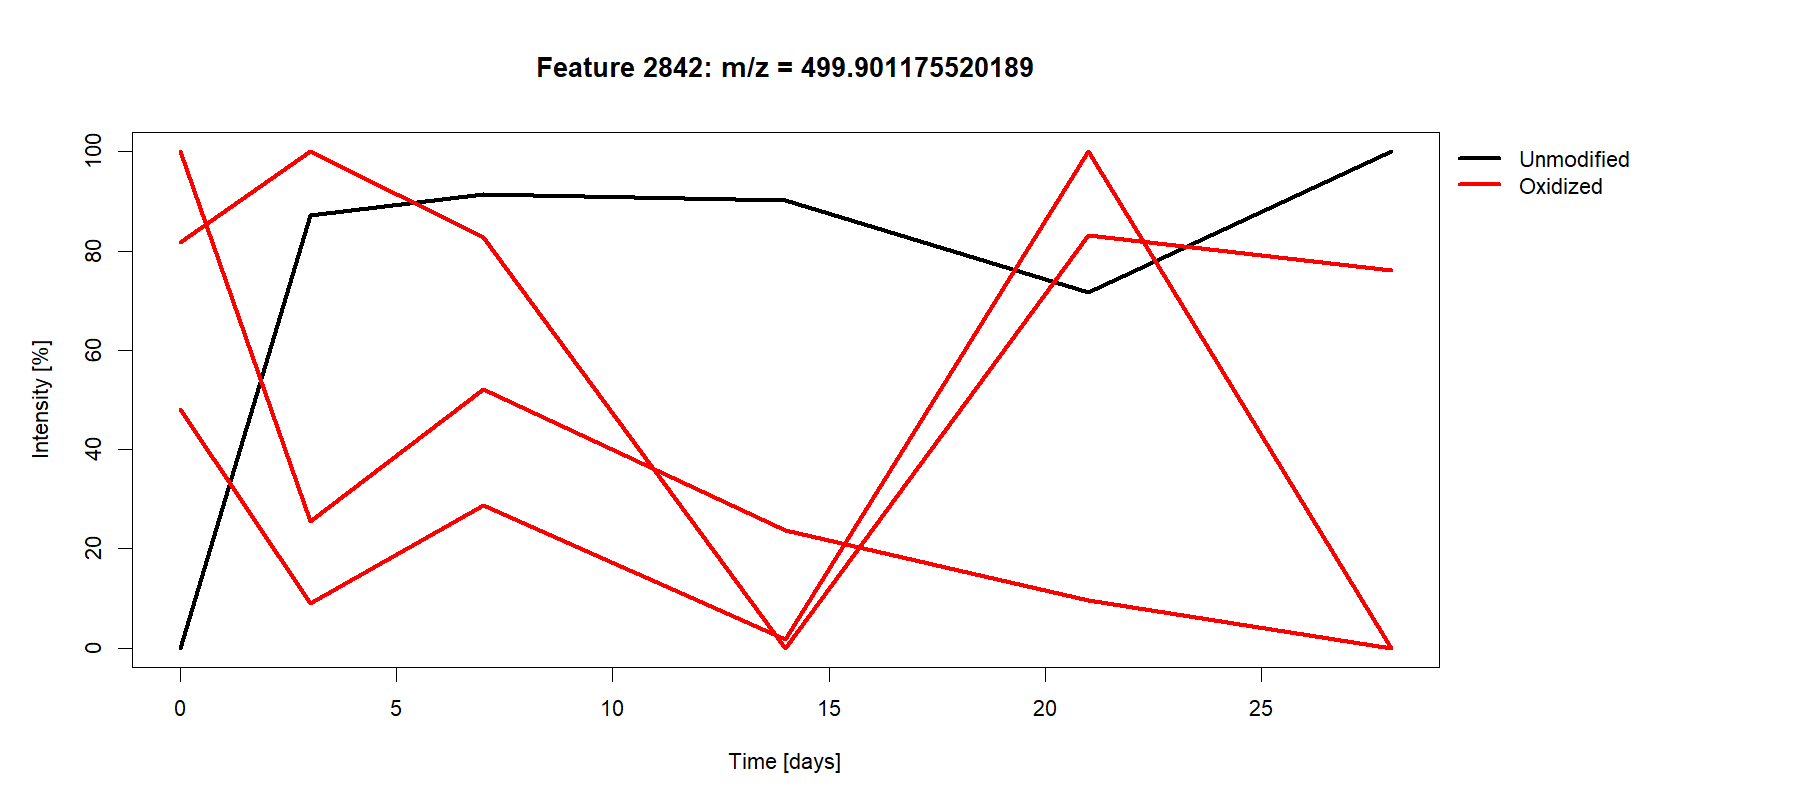 Feature 2842: m/z = 499.901175520189
Unmodified
Oxidized
Intensity [%]
100
80
60
40
20
0
0 5 10 15 20 25
Time [days]